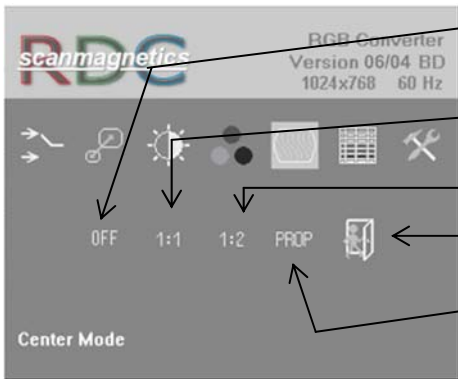 RDC
scanmagnetics
RGB Converter
Version 06/04 BD
1024x768 60 Hz
OFF 1:1 1:2 PROP
Center Mode